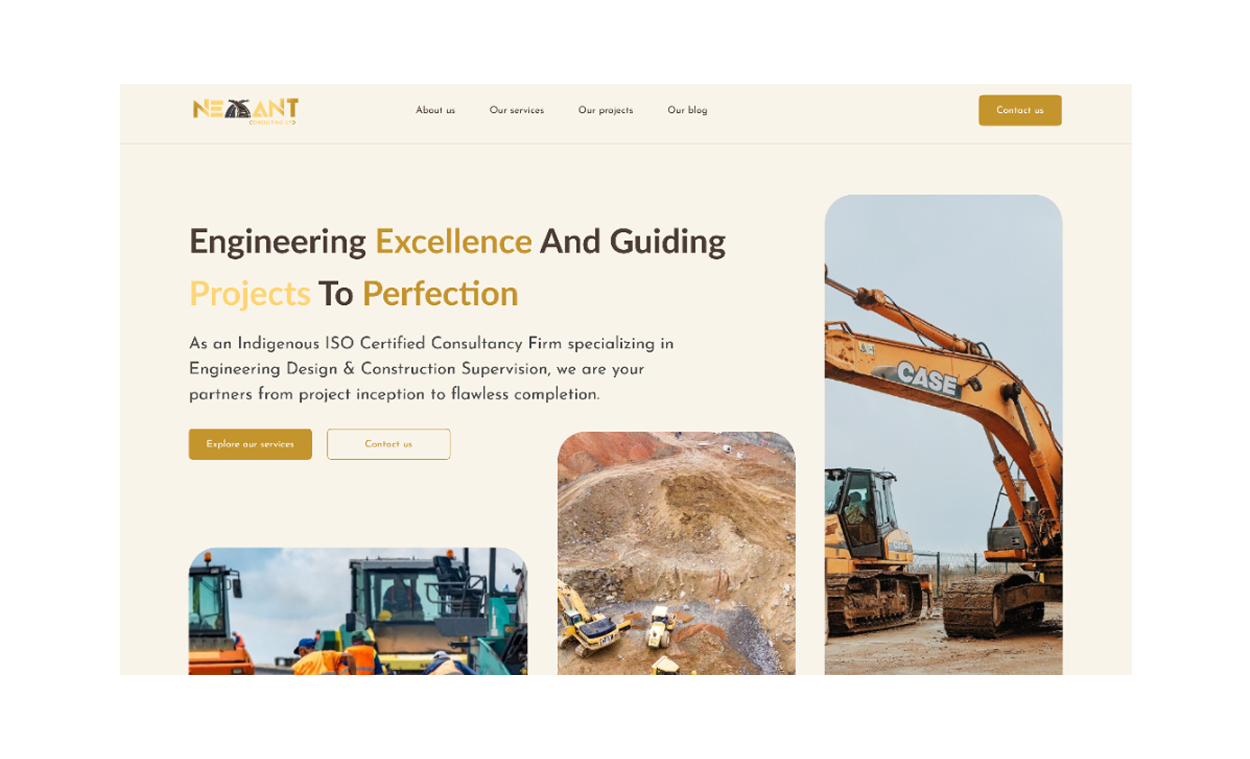 NEXANT
CONSULTING LTD
About us
Our services
Our projects
Our blog
Contact us
Engineering Excellence And Guiding
Projects To Perfection
As an Indigenous ISO Certified Consultancy Firm specializing in
Engineering Design & Construction Supervision, we are your
partners from project inception to flawless completion.
Explore our services
Contact us
CASE
CASE